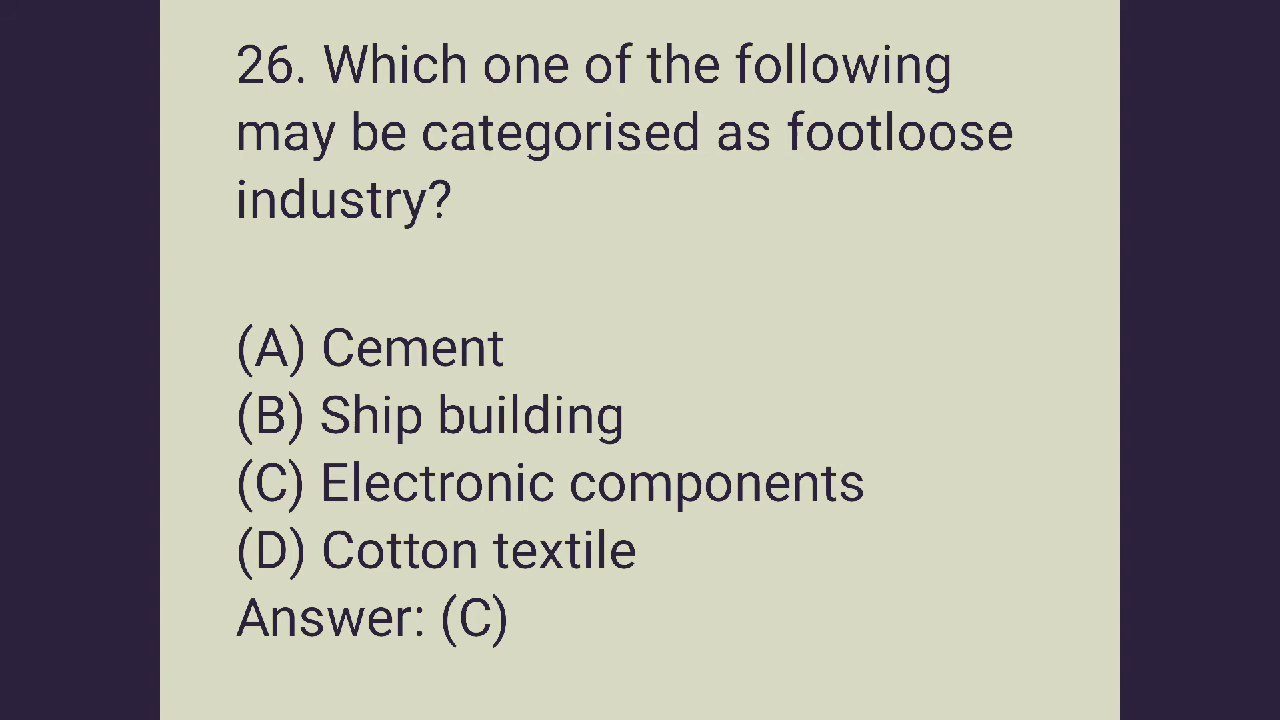 26. Which one of the following
may be categorised as footloose
industry?
(A) Cement
(B) Ship building
(C) Electronic components
(D) Cotton textile
Answer: (C)